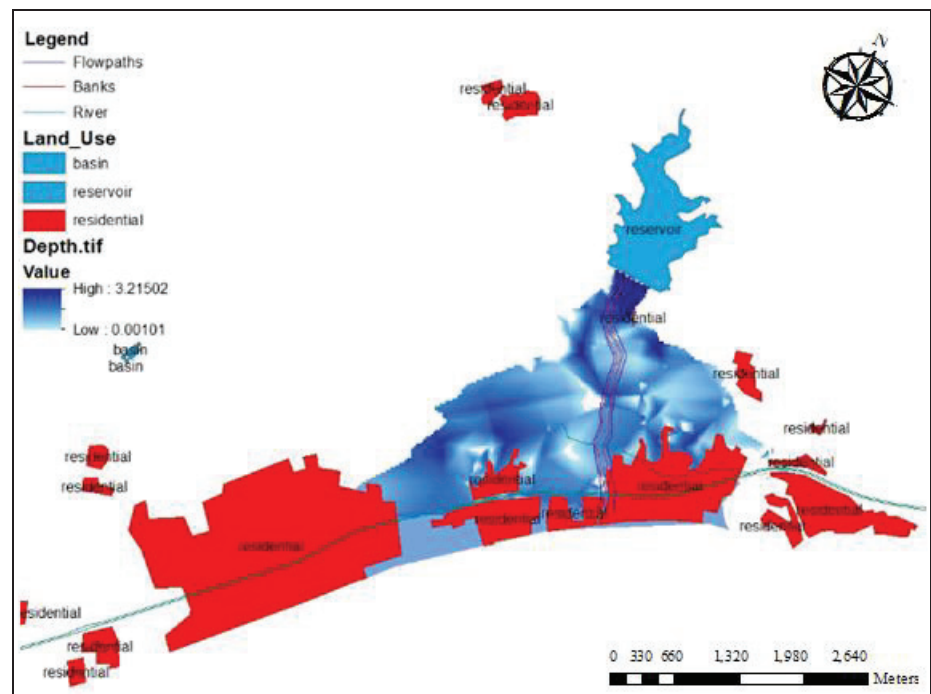 Legend
Flowpaths
Banks
River
Land_Use
basin
reservoir
residential
Depth.tif
Value
High : 3.21502
Low : 0.00101
N
residential
residential
reservoir
residential
basin
basin
residential
residential
residential
residential
residential
residential
residential
residential
residential
residential
residential
residential
residential
residential
esidential
residential
residential
0 330 660 1,320 1,980 2,640
Meters